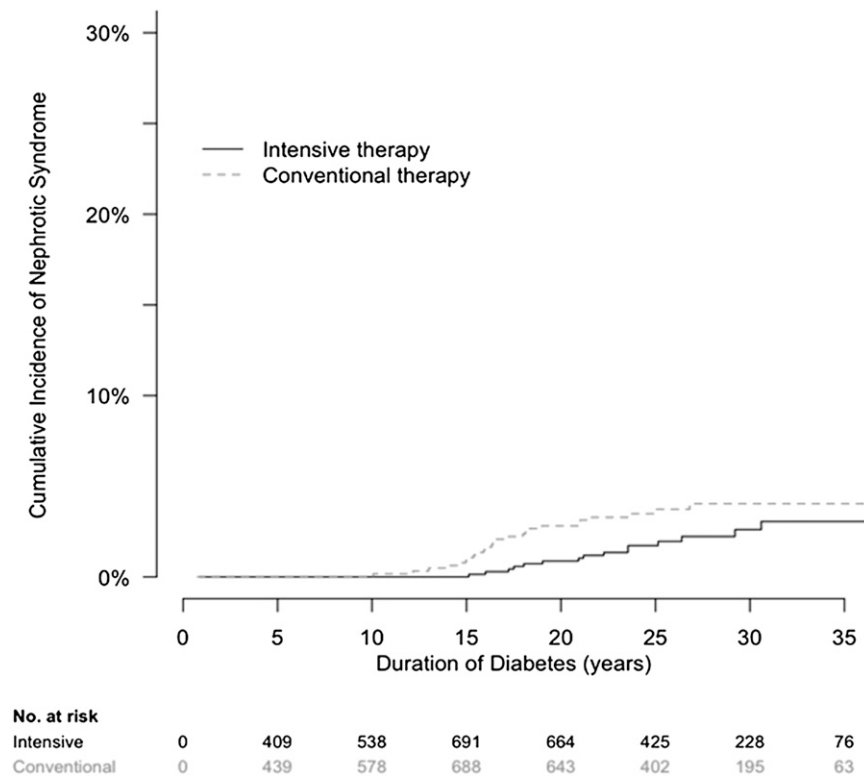 Cumulative Incidence of Nephrotic Syndrome
30%
20%
10%
0%
Intensive therapy
Conventional therapy
0 5 10 15 20 25 30 35
Duration of Diabetes (years)
No. at risk
Intensive 0 409 538 691 664 425 228 76
Conventional 0 439 578 688 643 402 195 63